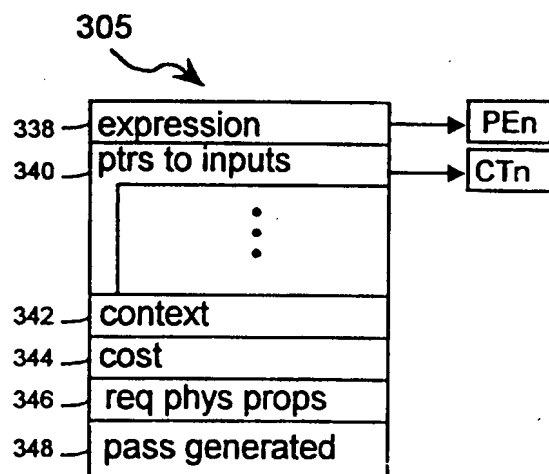 305
338 expression PEn
340 ptrs to inputs CTn
342 context
344 cost
346 req phys props
348 pass generated